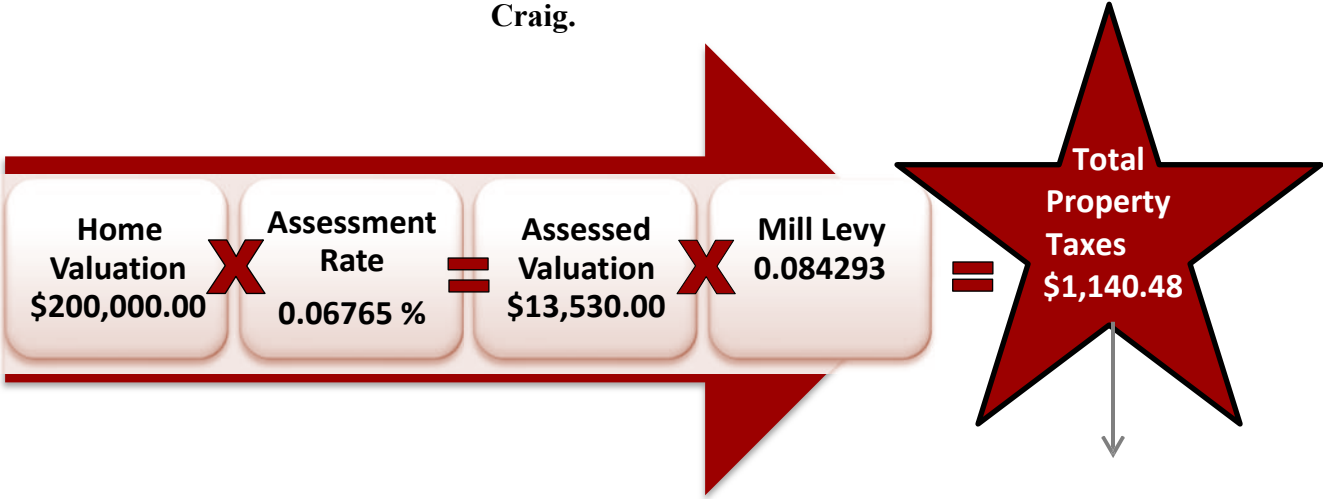 Craig.
Home
Valuation
$200,000.00
X
Assessment
Rate
0.06765 %
=
Assessed
Valuation
$13,530.00
X
Mill Levy
0.084293
=
Total
Property
Taxes
$1,140.48